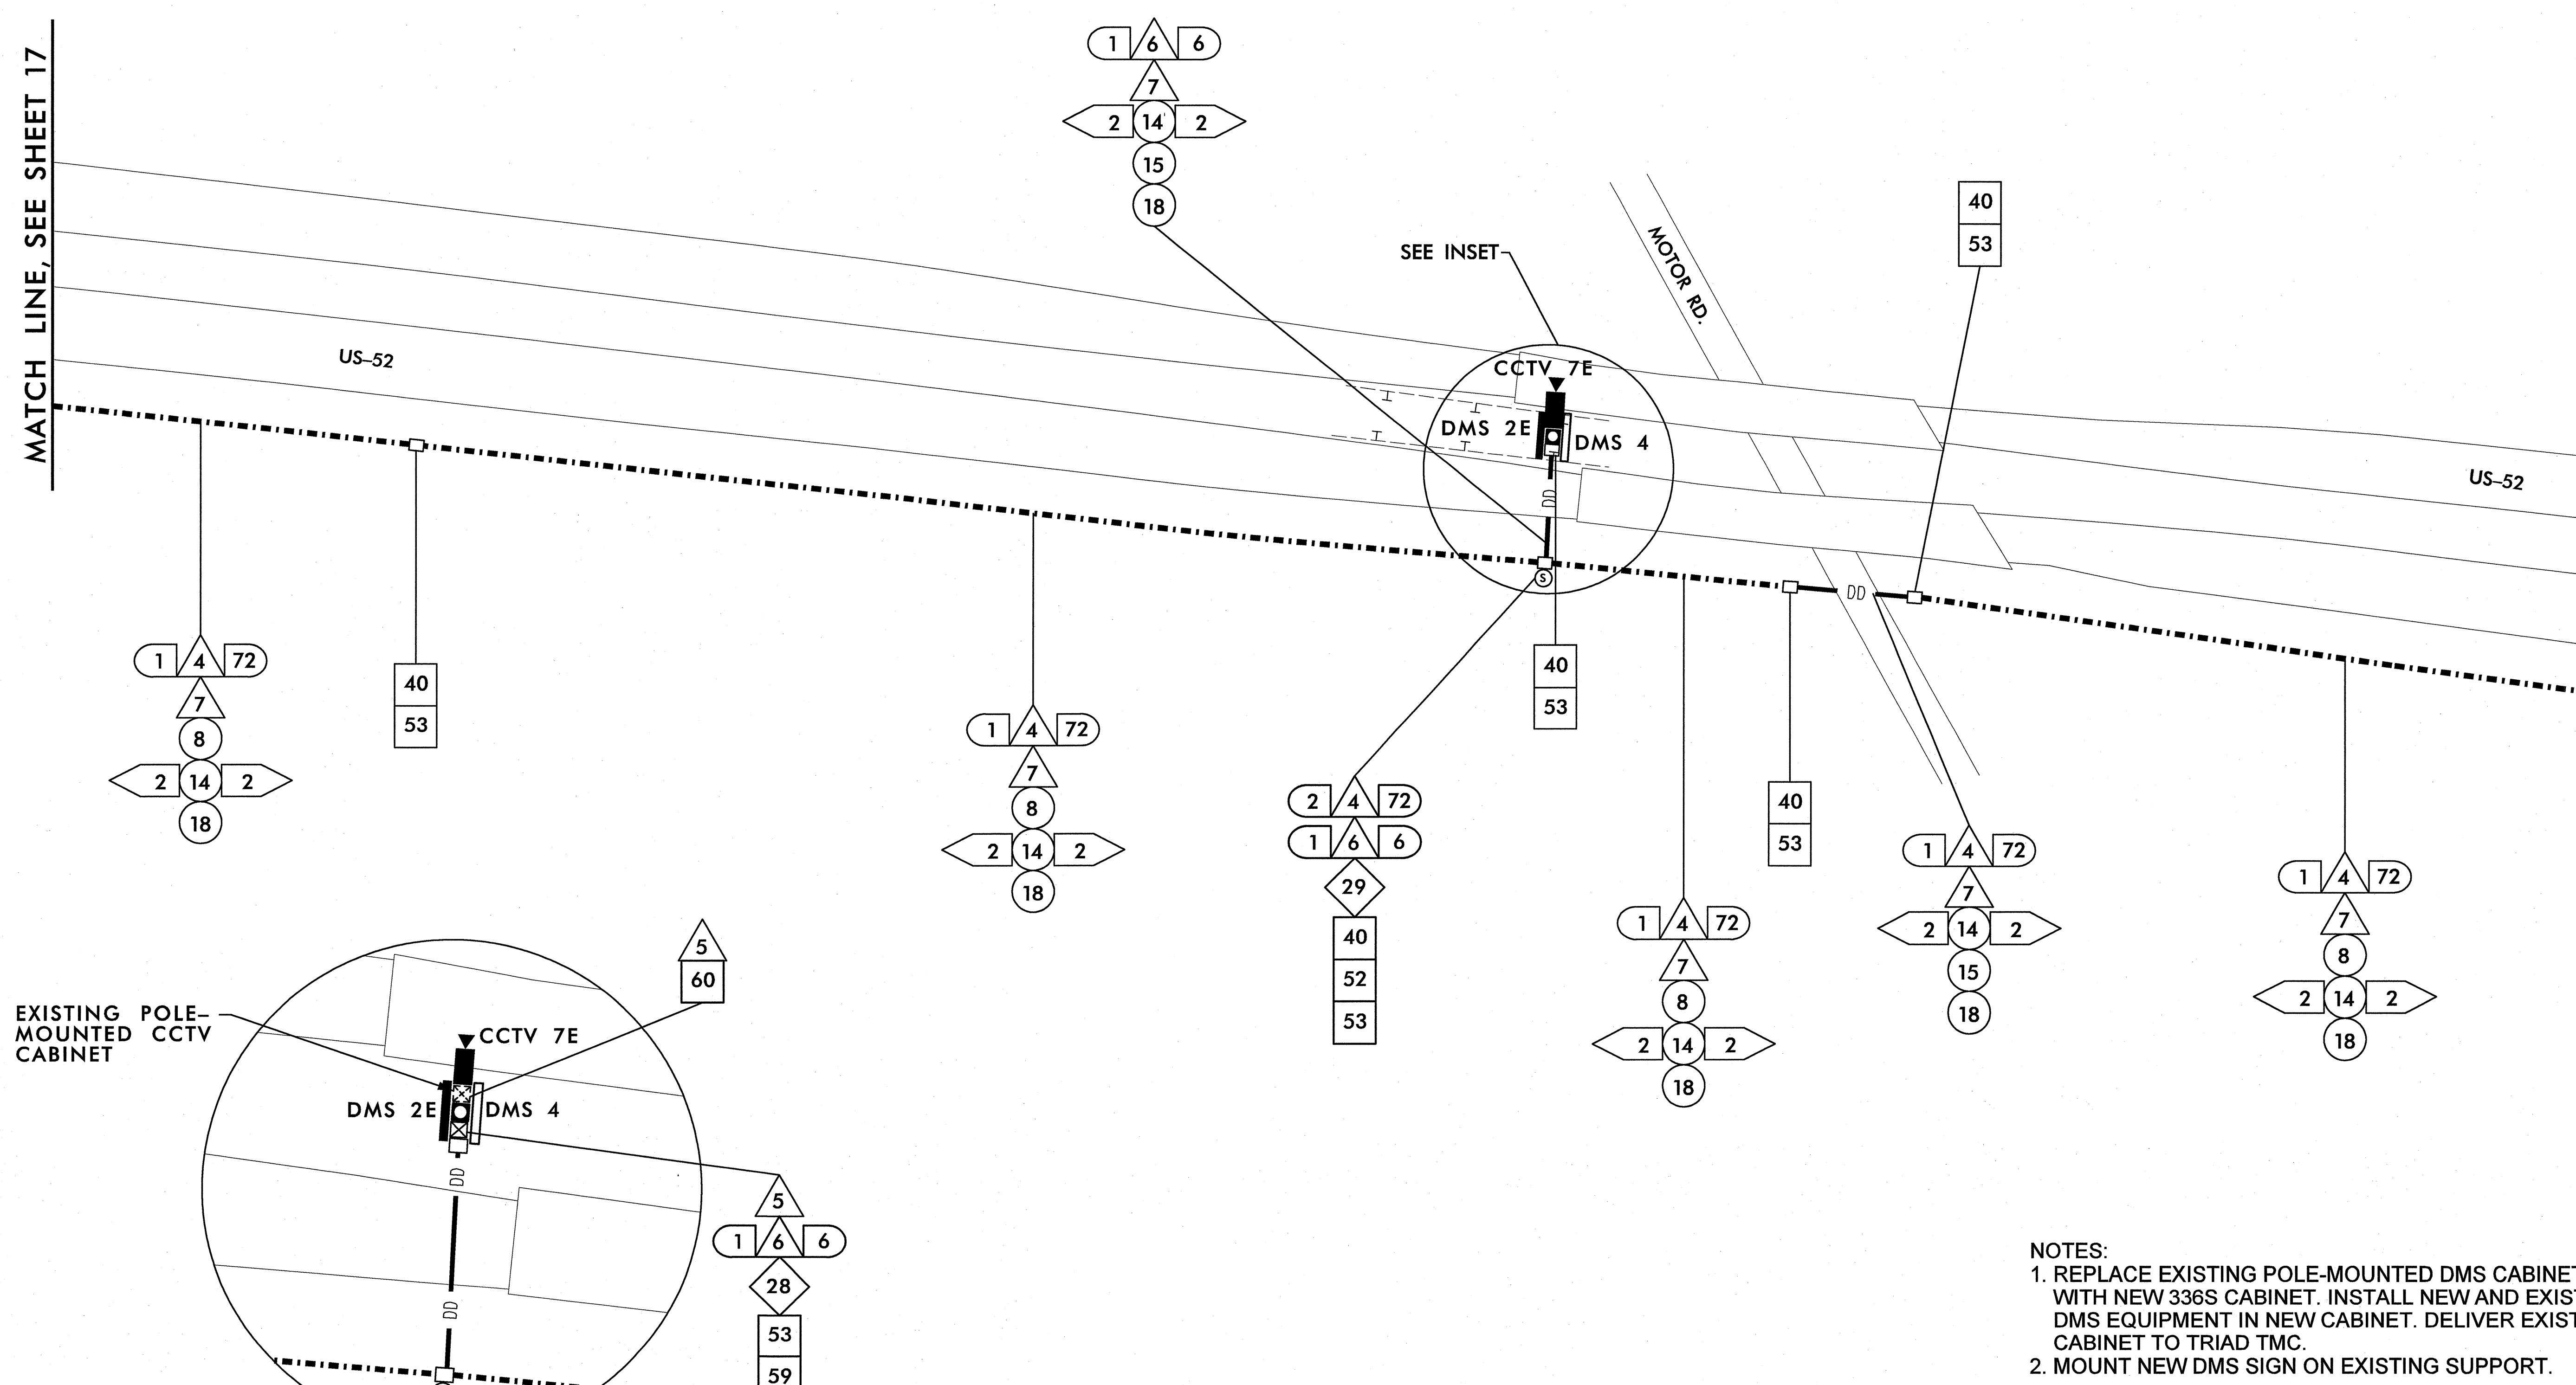 MATCH LINE, SEE SHEET 17
1 6 6
7
2 14 2
15
18
SEE INSET
MOTOR RD.
40
53
US-52
CCTV 7E
DMS 2E
DMS 4
DD
S
DD
US-52
1 4 72
7
8
2 14 2
18
40
53
1 4 72
7
8
2 14 2
18
2 4 72
1 6 6
29
40
52
53
40
53
1 4 72
7
8
2 14 2
18
40
53
1 4 72
7
2 14 2
15
18
1 4 72
7
8
2 14 2
18
EXISTING POLE-
MOUNTED CCTV
CABINET
5
60
CCTV 7E
DMS 2E
DMS 4
DD
DD
5
1 6 6
28
53
59
NOTES:
1. REPLACE EXISTING POLE-MOUNTED DMS CABINE
WITH NEW 336S CABINET. INSTALL NEW AND EXIS
DMS EQUIPMENT IN NEW CABINET. DELIVER EXIST
CABINET TO TRIAD TMC.
2. MOUNT NEW DMS SIGN ON EXISTING SUPPORT.